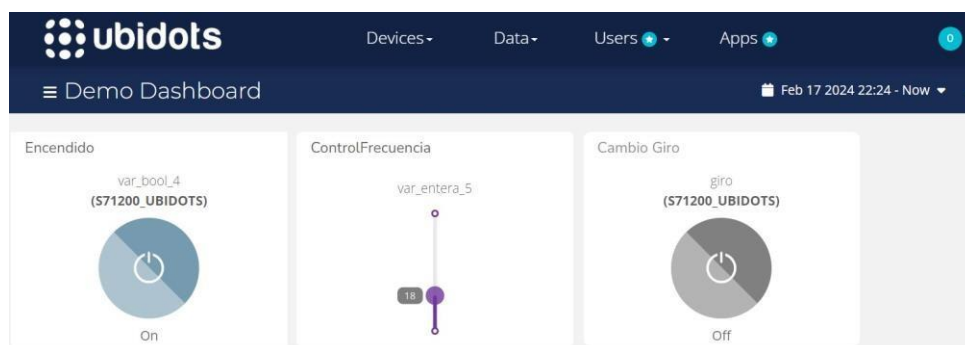 ubidots Devices Data Users Apps 0
Demo Dashboard Feb 17 2024 22:24 - Now
Encendido
var_bool_4
(S71200_UBIDOTS)
On
ControlFrecuencia
var_entera_5
18
Cambio Giro
giro
(S71200_UBIDOTS)
Off